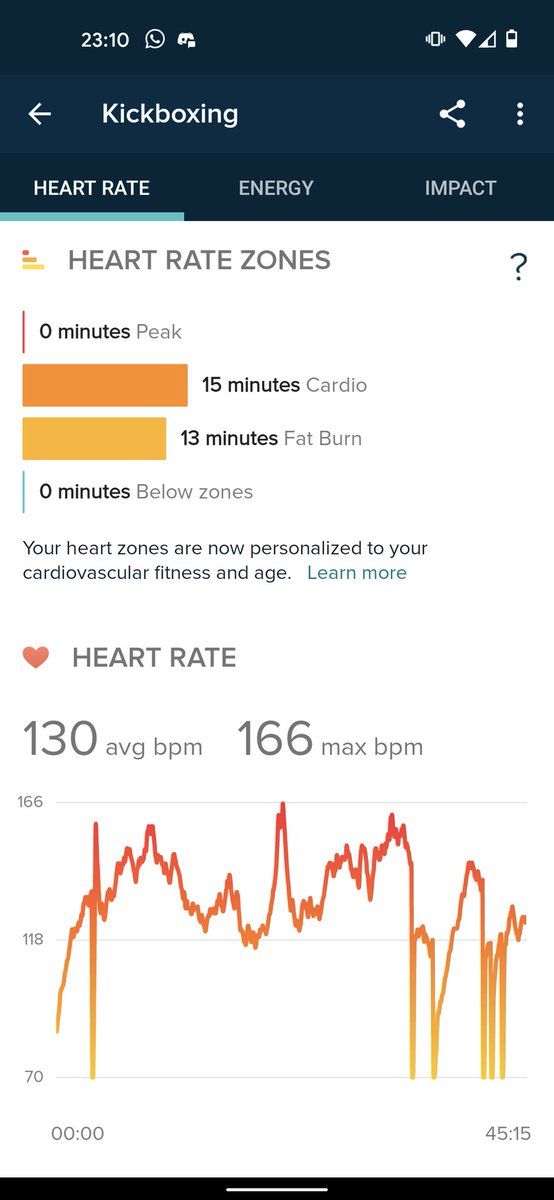 23:10
Kickboxing
HEART RATE ENERGY IMPACT
HEART RATE ZONES ?
0 minutes Peak
15 minutes Cardio
13 minutes Fat Burn
0 minutes Below zones
Your heart zones are now personalized to your
cardiovascular fitness and age. Learn more
HEART RATE
130 avg bpm 166 max bpm
166
118
70
00:00 45:15